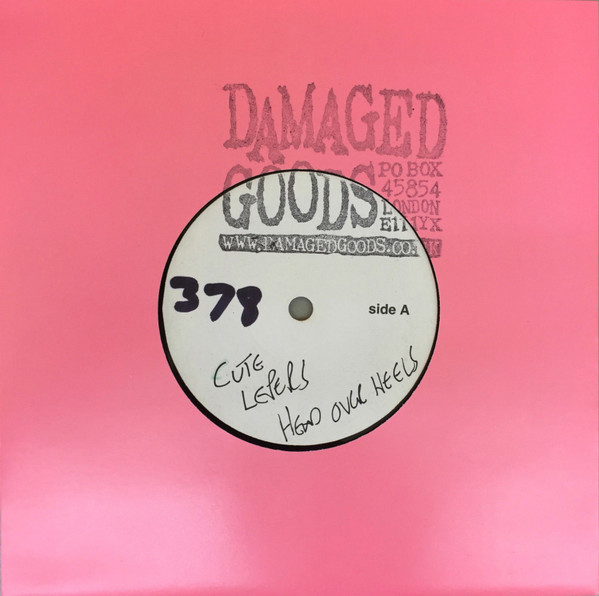 DAMAGED
GOODS
PO BOX
45854
LONDON
E11 1YX
WWW.DAMAGEDGOODS.CO.UK
378
side A
CUTE
LEPERS
HEAD OVER HEELS